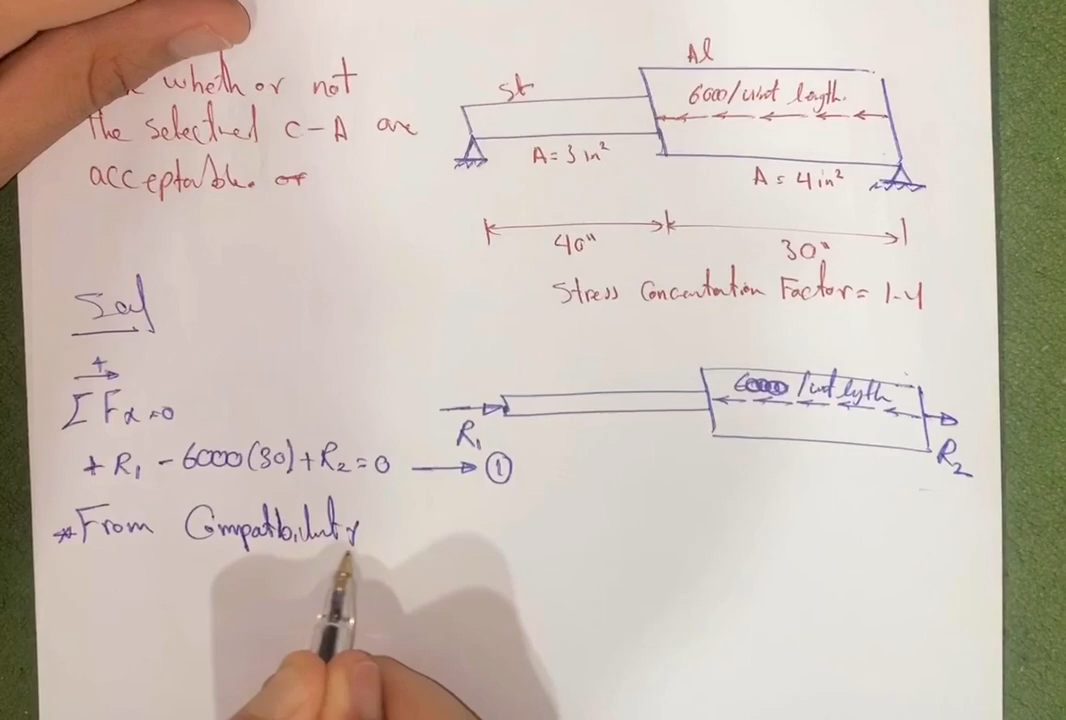 whether or not
the selectied C-A are
acceptable. or
St
Al
6000/unit length.
A=3 in²
A = 4 in²
40"
30"
Stress Concentration Factor = 1.4
Sol
+
ΣFx=0
+ R₁ - 6000(30)+R₂=0 → ①
*From Compatibility
6000 /unit length
R₁
R₂